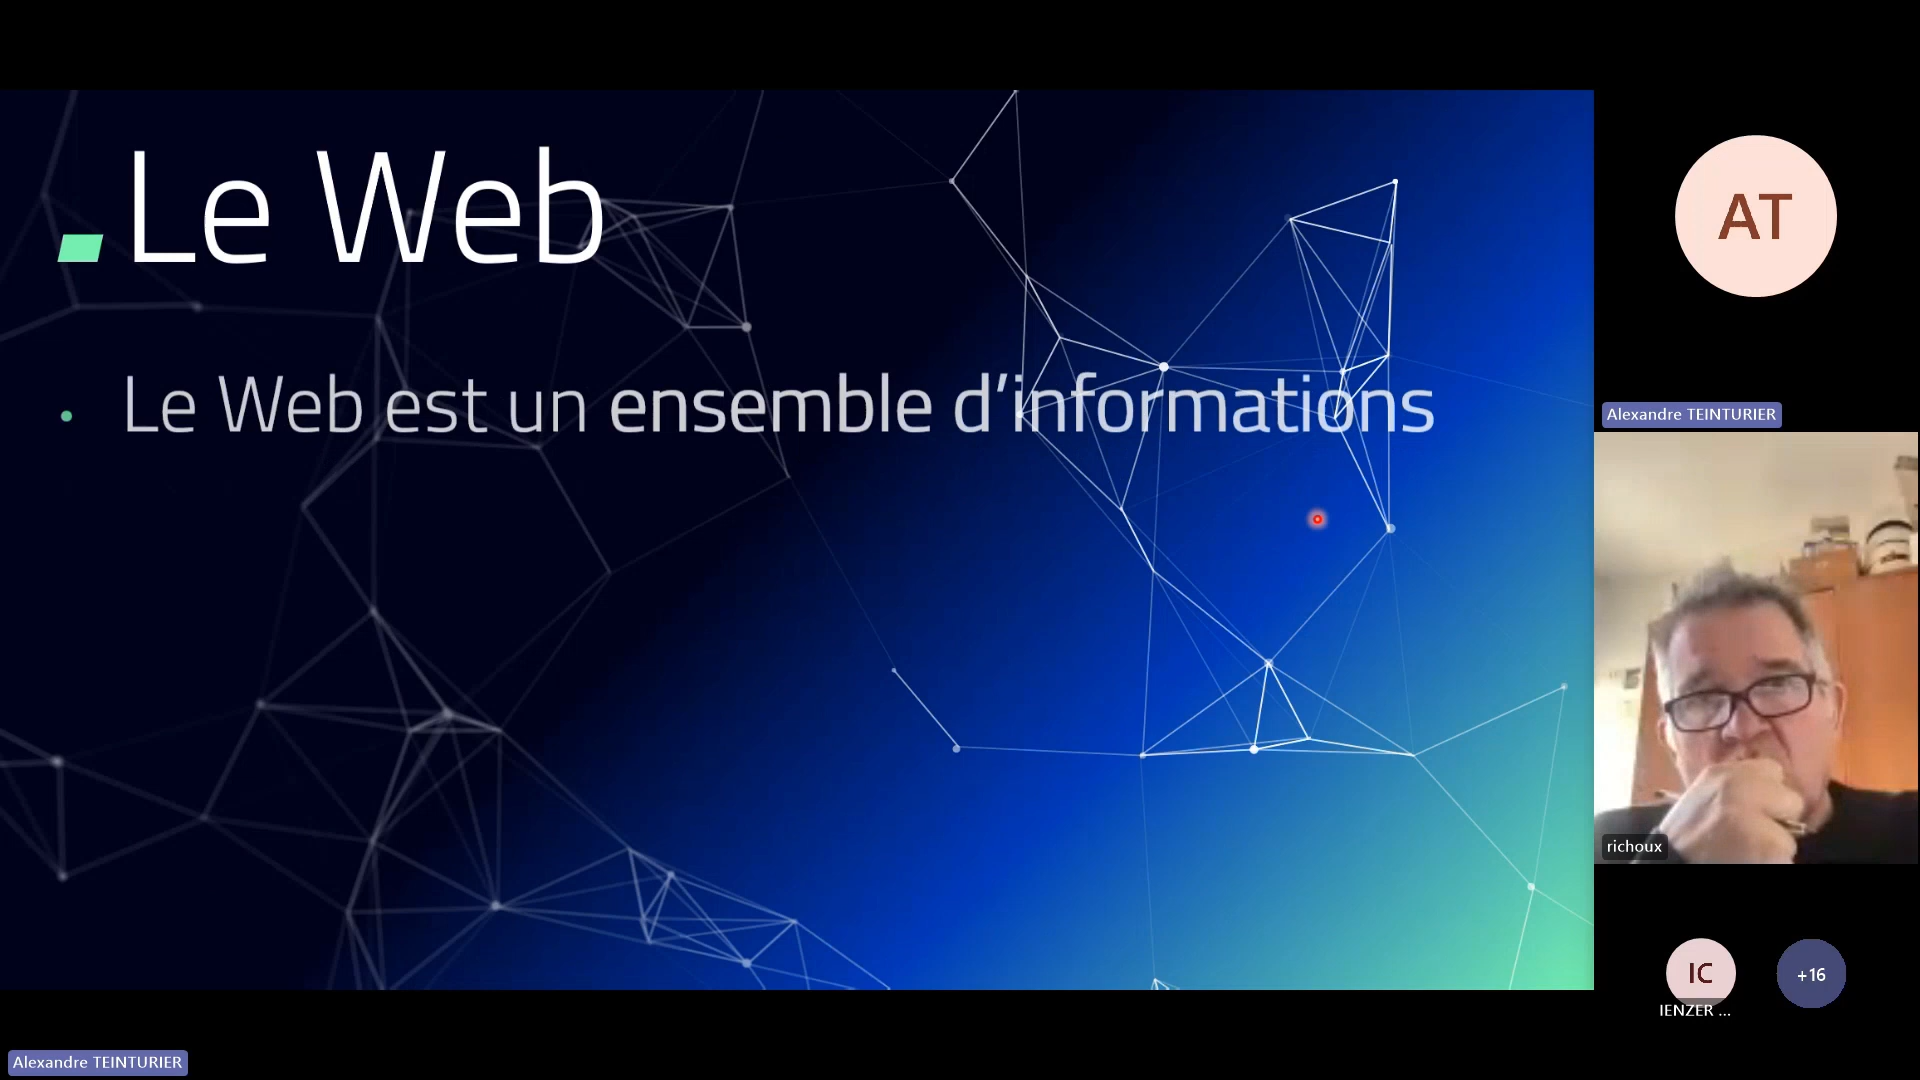 Le Web
Le Web est un ensemble d’informations
AT
Alexandre TEINTURIER
richoux
IC
+16
IENZER ...
Alexandre TEINTURIER